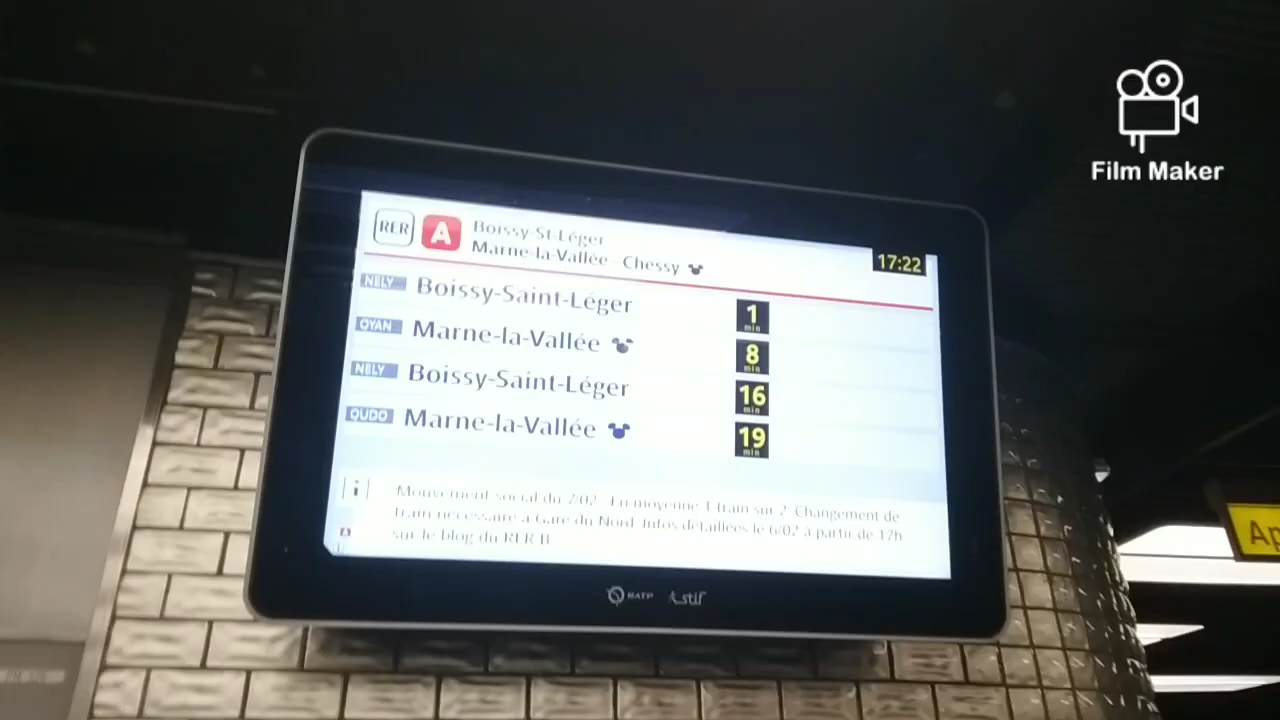 Film Maker
RER A Boissy-St-Léger
Marne-la-Vallée - Chessy
17:22
NELY Boissy-Saint-Léger 1 min
OYAN Marne-la-Vallée 8 min
NELY Boissy-Saint-Léger 16 min
QUDO Marne-la-Vallée 19 min
i Mouvement social du 7/02 : En moyenne 1 train sur 2. Changement de
train nécessaire à Gare du Nord. Infos détaillées le 6/02 à partir de 17h
sur le blog du RER B
RATP stif